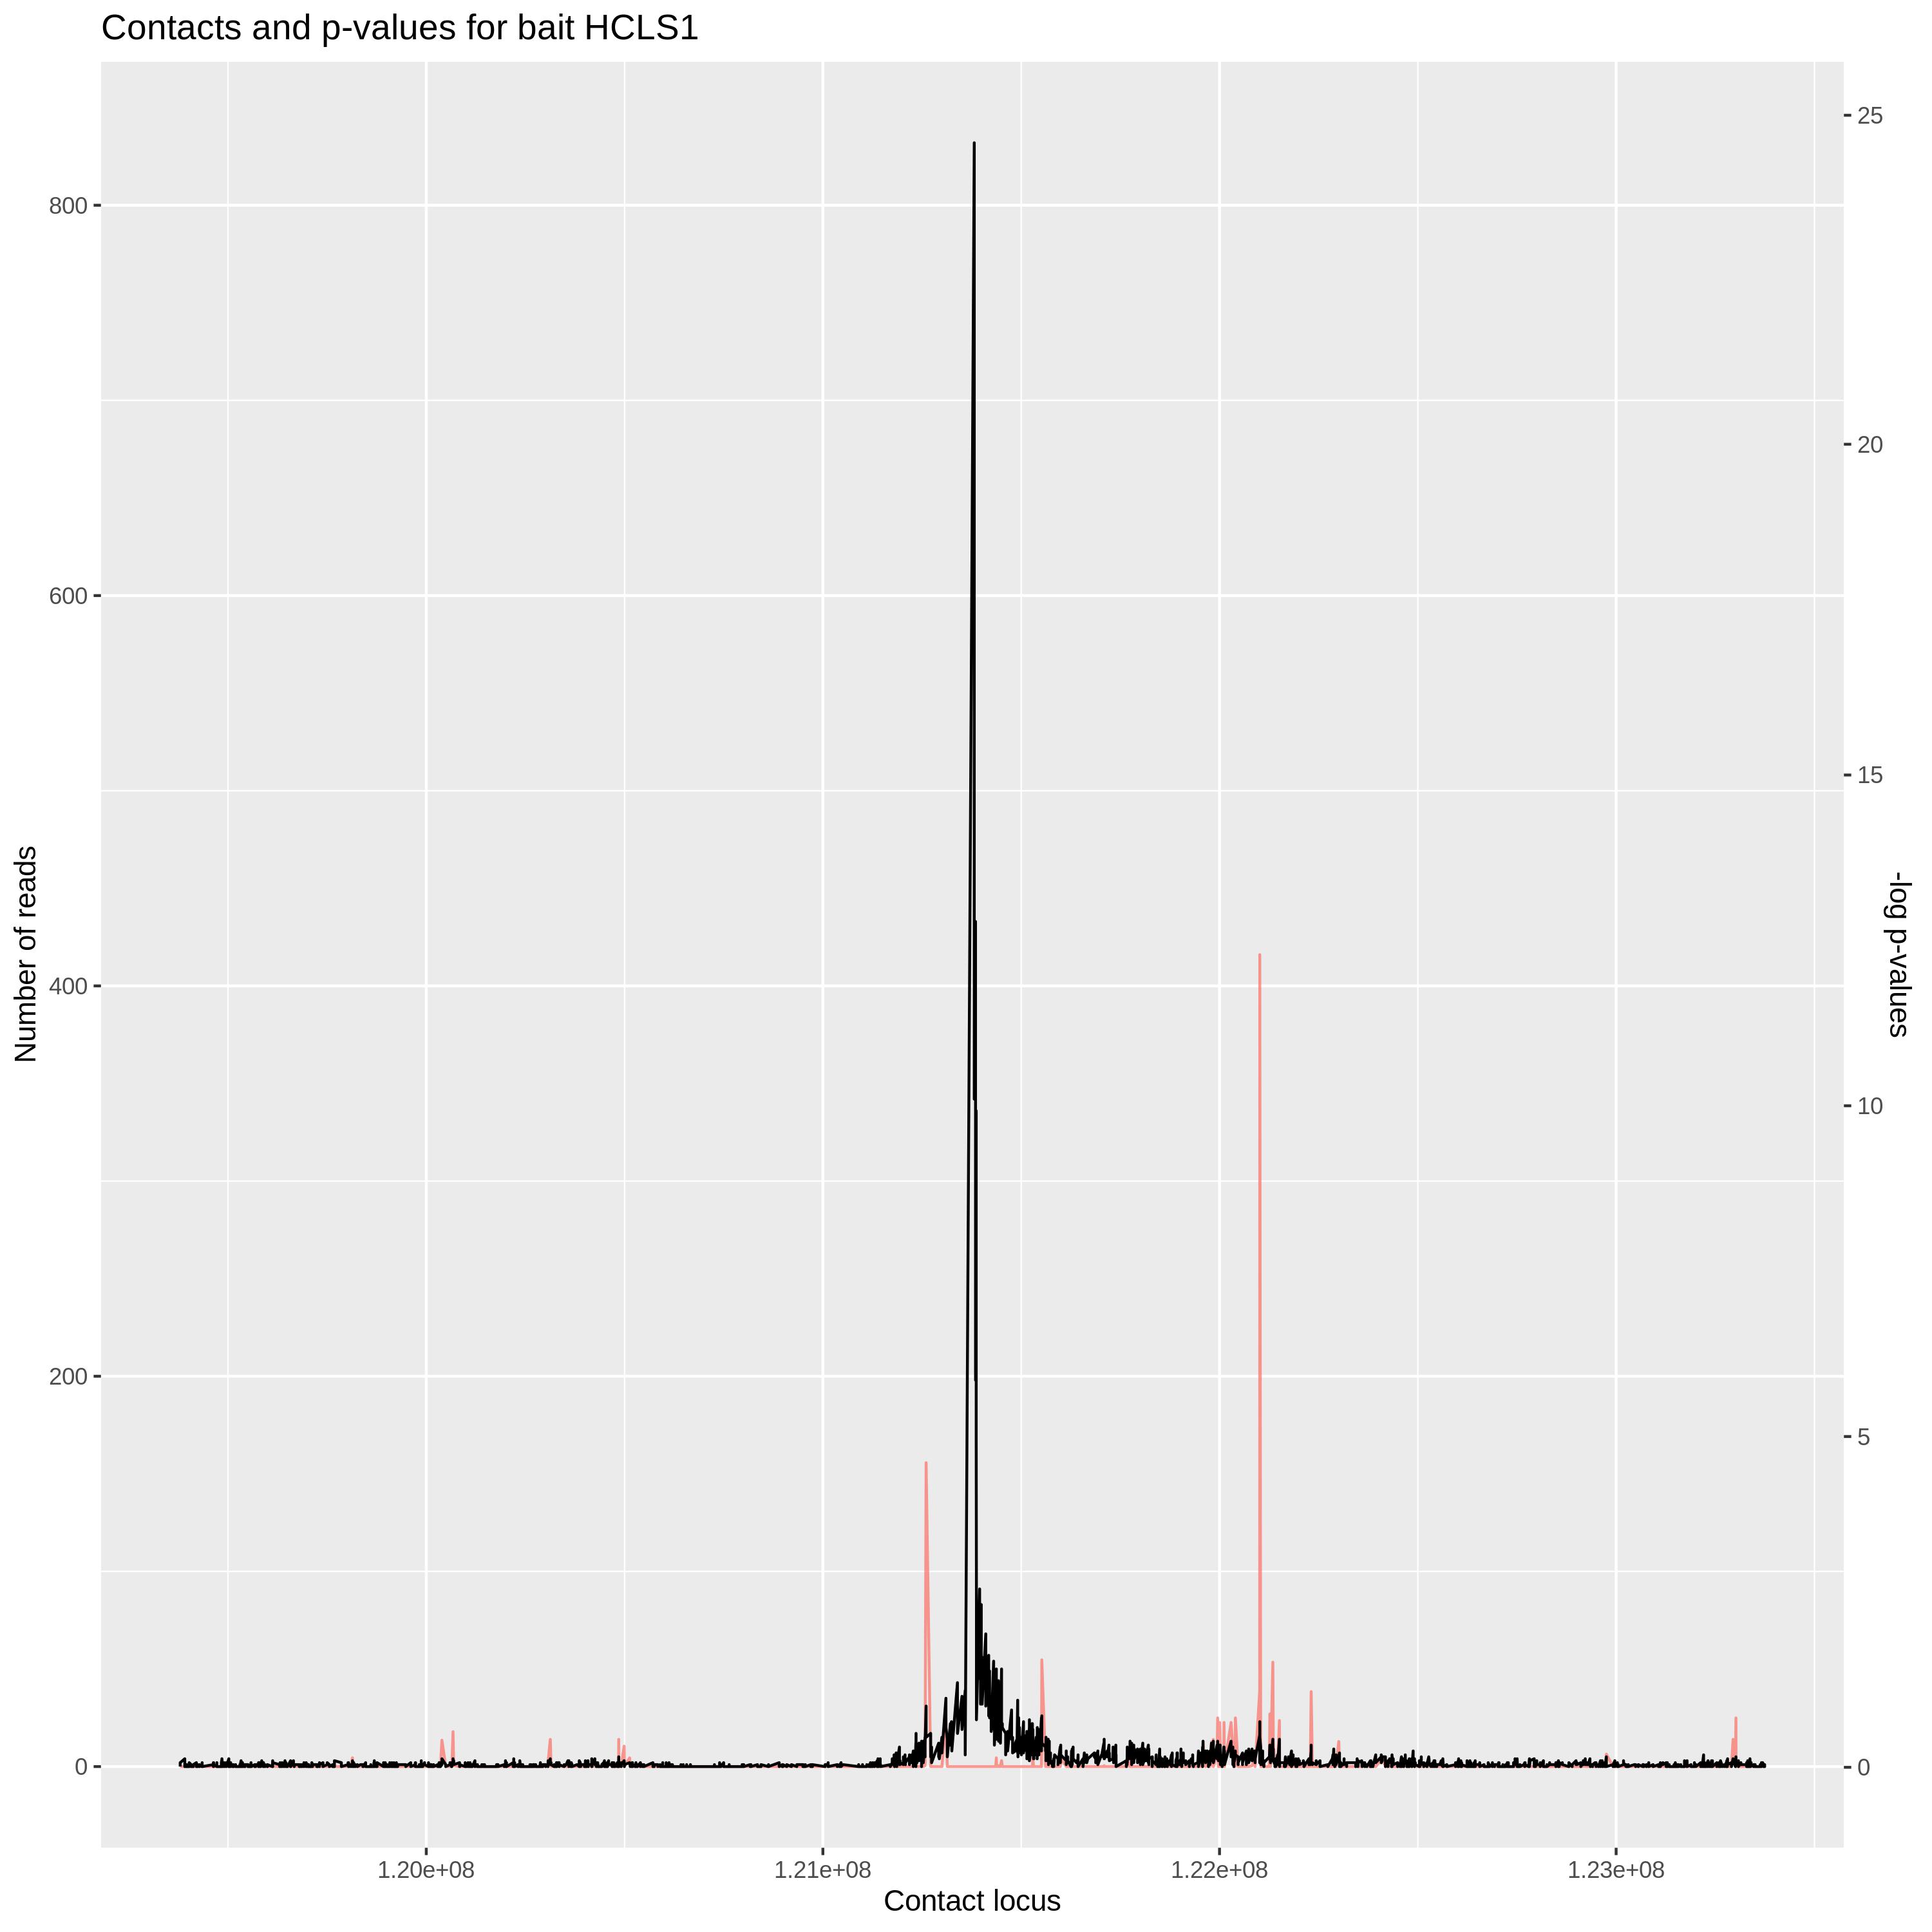 Contacts and p-values for bait HCLS1
800
600
400
200
0
Number of reads
25
20
15
10
5
0
-log p-values
1.20e+08 1.21e+08 1.22e+08 1.23e+08
Contact locus